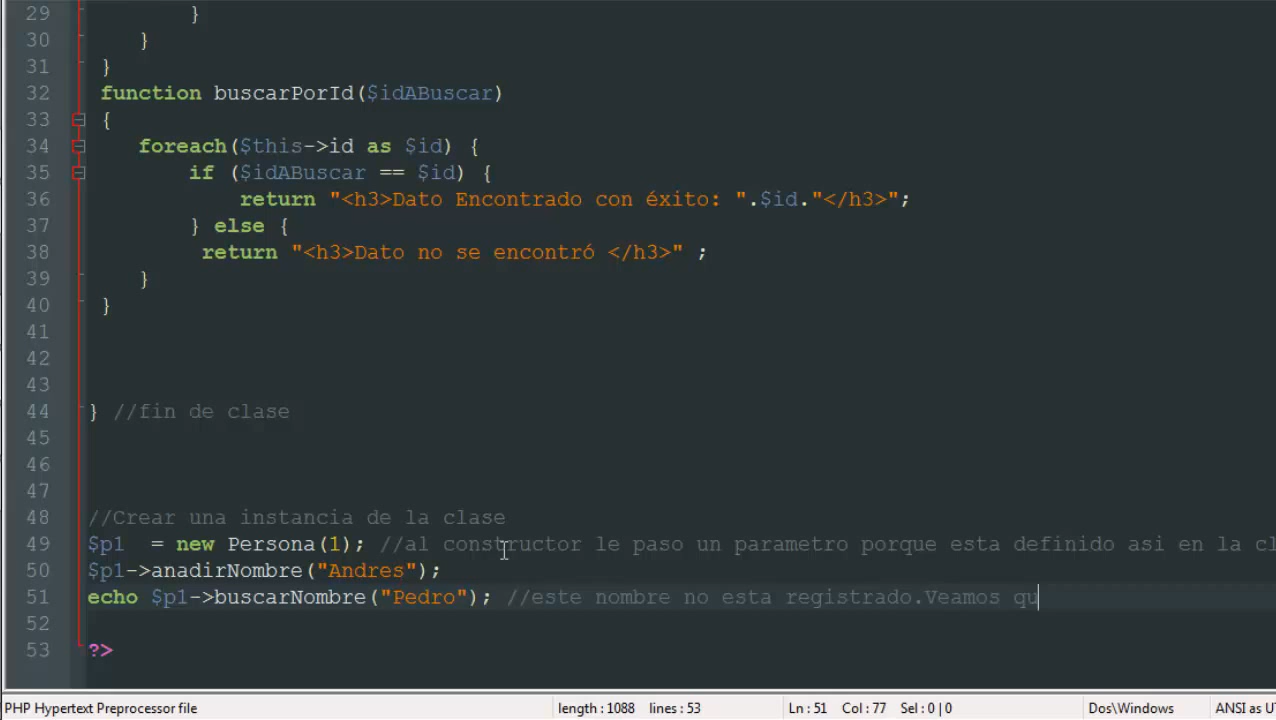 29 }
30 }
31 }
32 function buscarPorId($idABuscar)
33 {
34 foreach($this->id as $id) {
35 if ($idABuscar == $id) {
36 return "<h3>Dato Encontrado con éxito: ".$id."</h3>";
37 } else {
38 return "<h3>Dato no se encontró </h3>" ;
39 }
40 }
41
42
43
44 } //fin de clase
45
46
47
48 //Crear una instancia de la clase
49 $p1 = new Persona(1); //al constructor le paso un parametro porque esta definido asi en la cl
50 $p1->anadirNombre("Andres");
51 echo $p1->buscarNombre("Pedro"); //este nombre no esta registrado.Veamos qu
52
53 ?>
PHP Hypertext Preprocessor file length : 1088 lines : 53 Ln : 51 Col : 77 Sel : 0 | 0 Dos\Windows ANSI as U